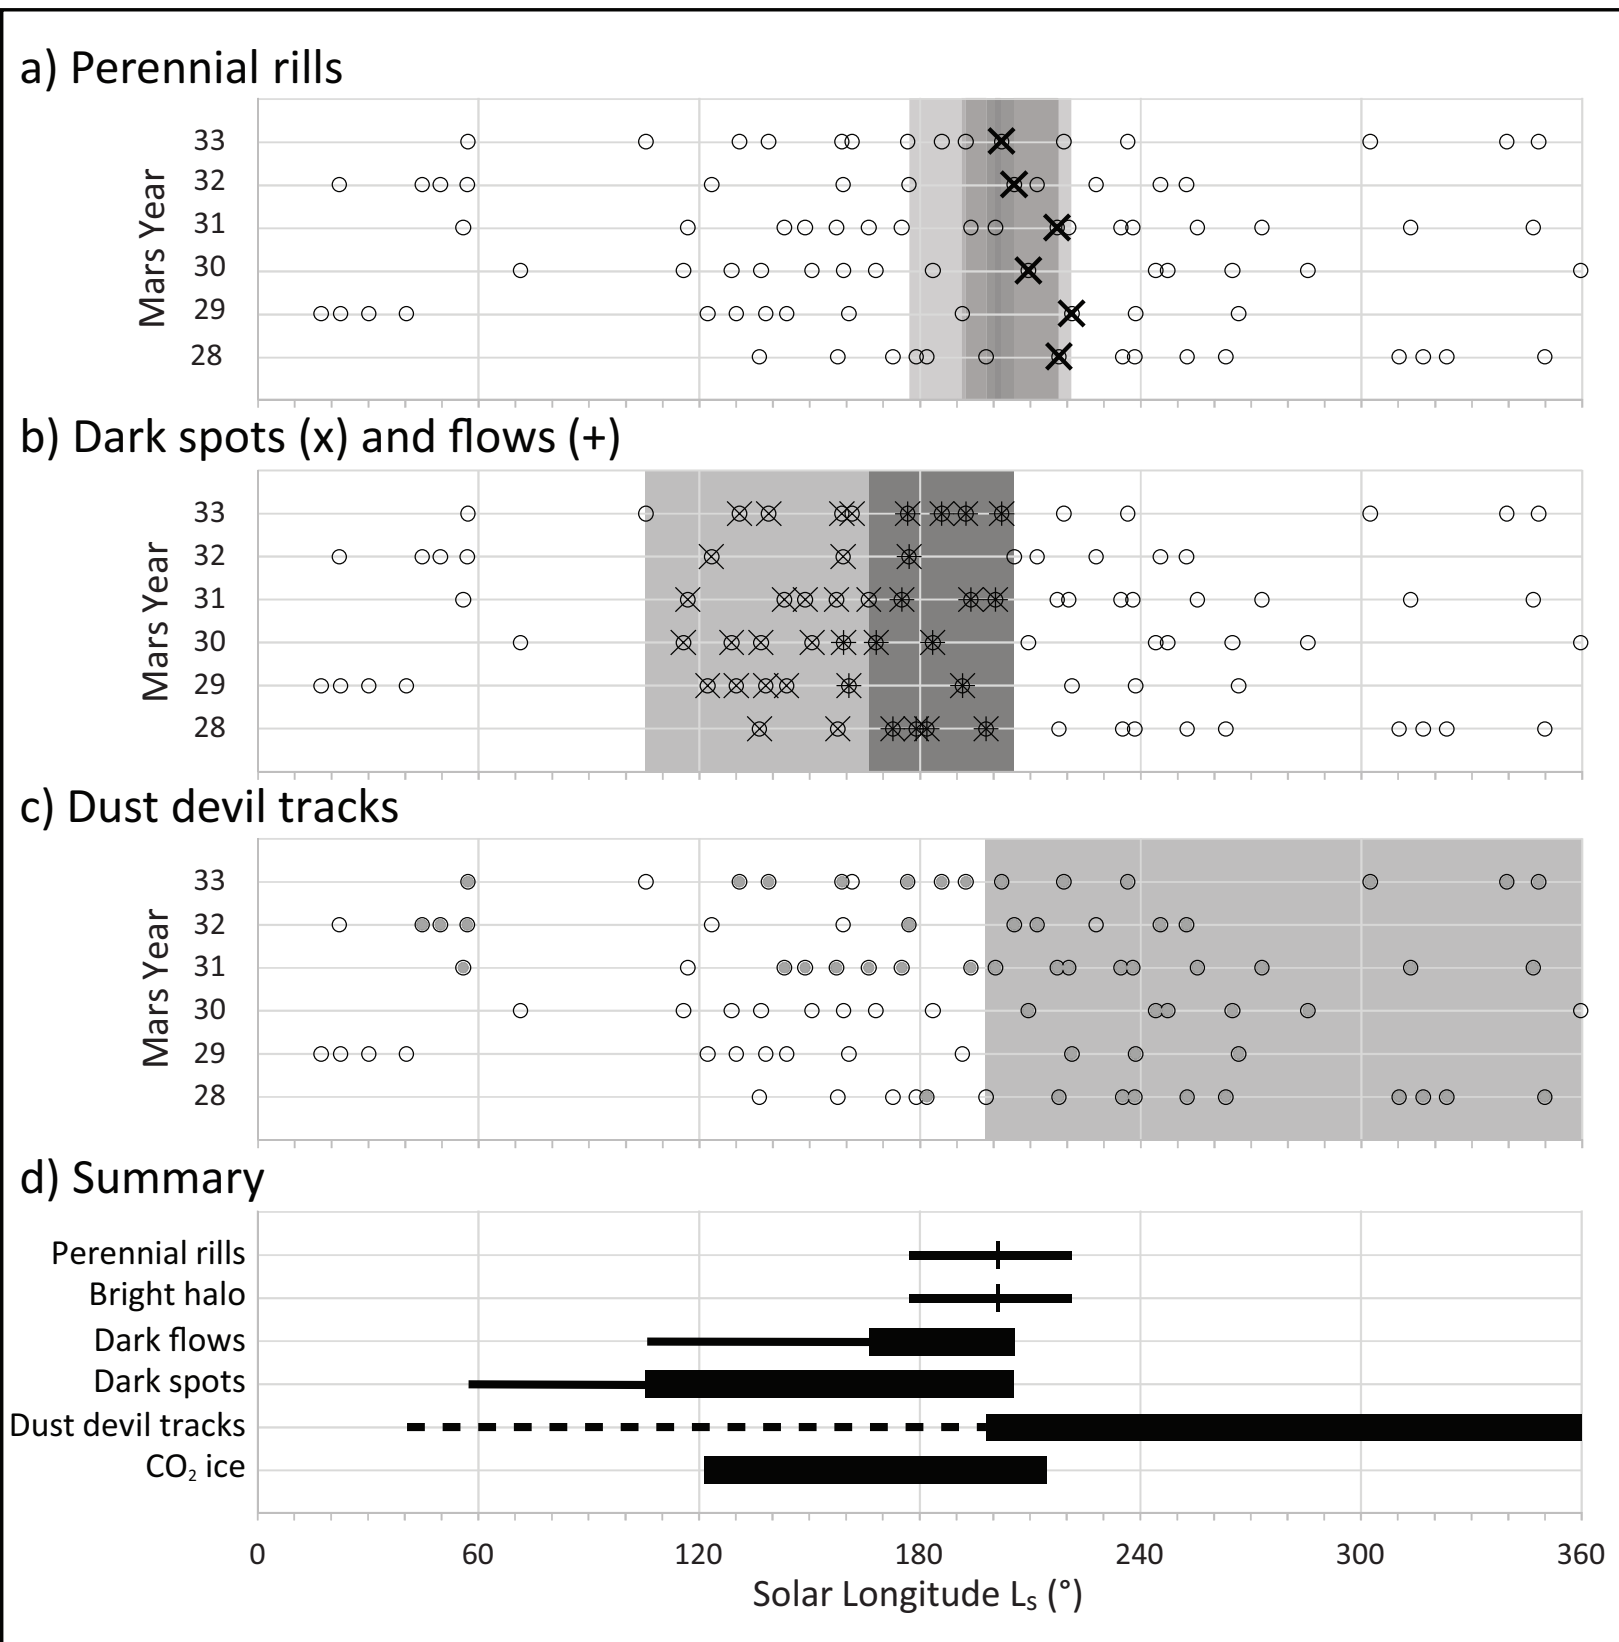 a) Perennial rills
Mars Year
33
32
31
30
29
28
b) Dark spots (x) and flows (+)
Mars Year
33
32
31
30
29
28
c) Dust devil tracks
Mars Year
33
32
31
30
29
28
d) Summary
Perennial rills
Bright halo
Dark flows
Dark spots
Dust devil tracks
CO₂ ice
0 60 120 180 240 300 360
Solar Longitude Lₛ (°)